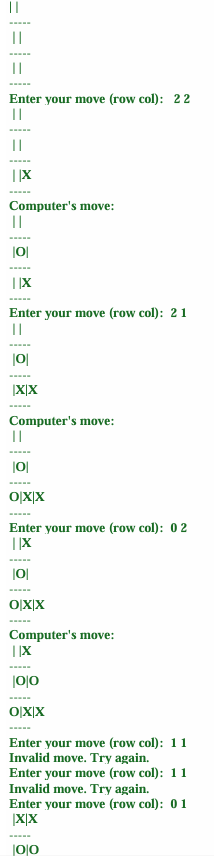 | |
-----
 | |
-----
 | |
-----
Enter your move (row col):   2 2
 | |
-----
 | |
-----
 | |X
-----
Computer's move:
 | |
-----
 |O|
-----
 | |X
-----
Enter your move (row col):  2 1
 | |
-----
 |O|
-----
 |X|X
-----
Computer's move:
 | |
-----
 |O|
-----
O|X|X
-----
Enter your move (row col):  0 2
 | |X
-----
 |O|
-----
O|X|X
-----
Computer's move:
 | |X
-----
 |O|O
-----
O|X|X
-----
Enter your move (row col):  1 1
Invalid move. Try again.
Enter your move (row col):  1 1
Invalid move. Try again.
Enter your move (row col):  0 1
 |X|X
-----
 |O|O